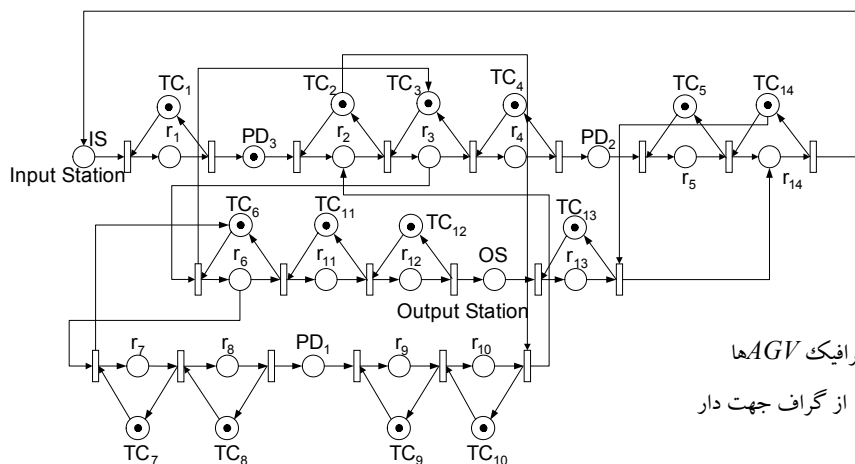 TC1
TC2
TC3
TC4
TC5
TC14
IS
r1
PD3
r2
r3
r4
PD2
r5
r14
Input Station
TC6
TC11
TC12
TC13
r6
r11
r12
OS
r13
Output Station
r7
r8
PD1
r9
r10
رافیک AGVها
از گراف جهت دار
TC7
TC8
TC9
TC10